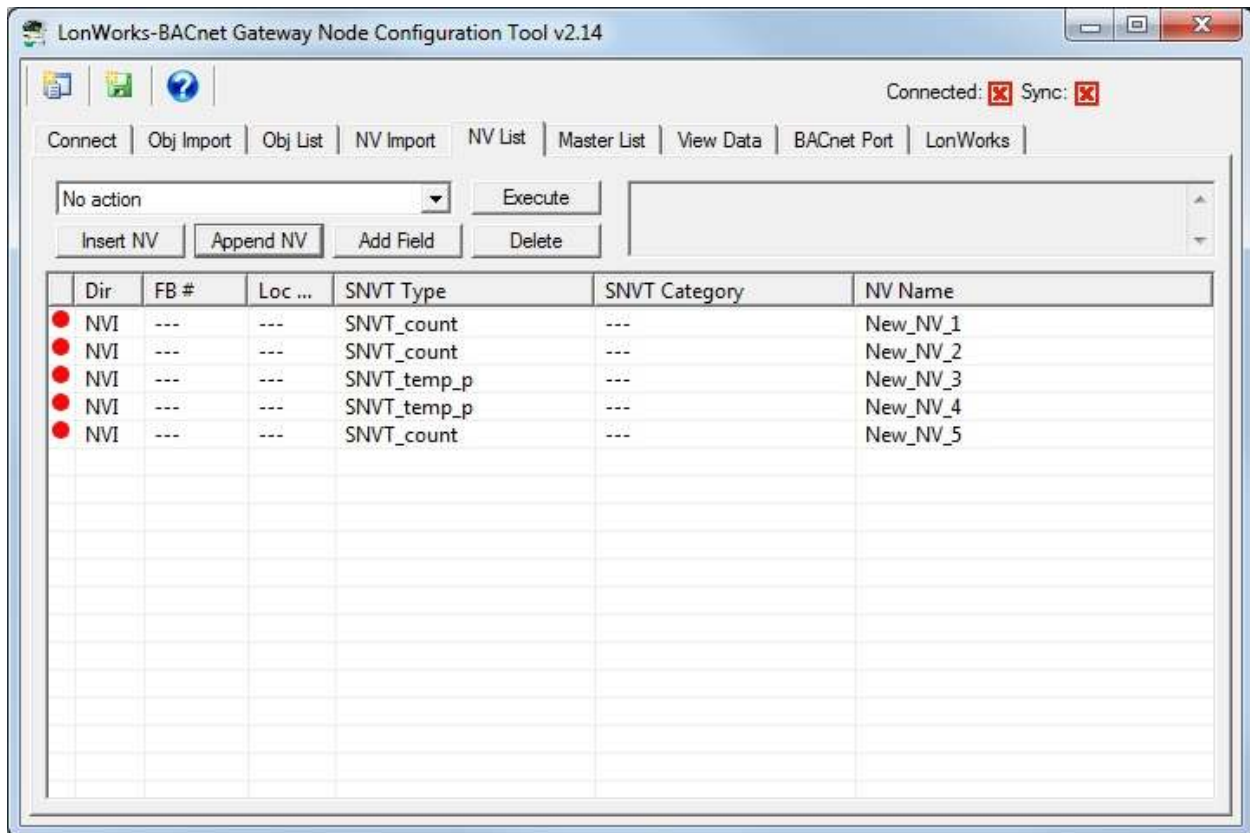 LonWorks-BACnet Gateway Node Configuration Tool v2.14
Connected: Sync:
Connect Obj Import Obj List NV Import NV List Master List View Data BACnet Port LonWorks
No action Execute
Insert NV Append NV Add Field Delete
Dir FB # Loc ... SNVT Type SNVT Category NV Name
NVI --- --- SNVT_count --- New_NV_1
NVI --- --- SNVT_count --- New_NV_2
NVI --- --- SNVT_temp_p --- New_NV_3
NVI --- --- SNVT_temp_p --- New_NV_4
NVI --- --- SNVT_count --- New_NV_5